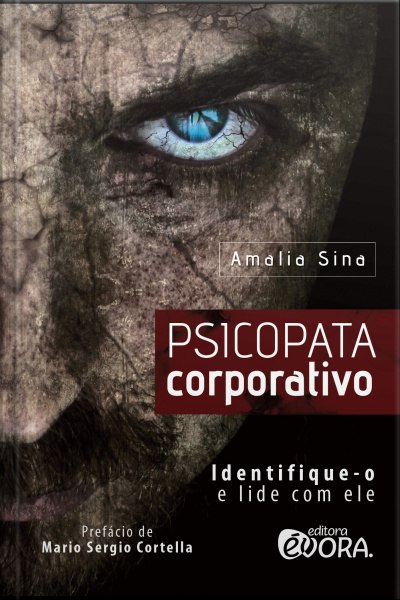 Amalia Sina
PSICOPATA
corporativo
Identifique-o
e lide com ele
Prefácio de
Mario Sergio Cortella
editora
évORA.